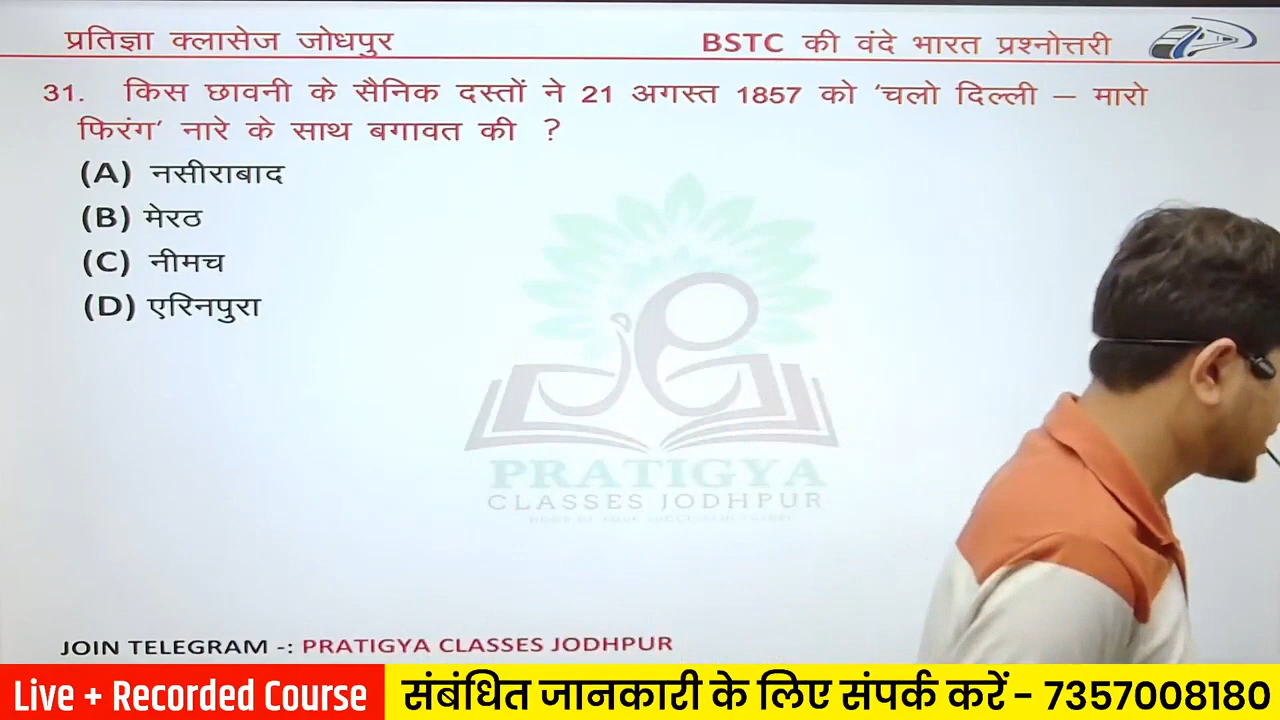 प्रतिज्ञा क्लासेज जोधपुर
BSTC की वंदे भारत प्रश्नोत्तरी
31. किस छावनी के सैनिक दस्तों ने 21 अगस्त 1857 को 'चलो दिल्ली – मारो
फिरंग' नारे के साथ बगावत की ?
(A) नसीराबाद
(B) मेरठ
(C) नीमच
(D) एरिनपुरा
PRATIGYA
CLASSES JODHPUR
JOIN TELEGRAM -: PRATIGYA CLASSES JODHPUR
Live + Recorded Course
संबंधित जानकारी के लिए संपर्क करें - 7357008180